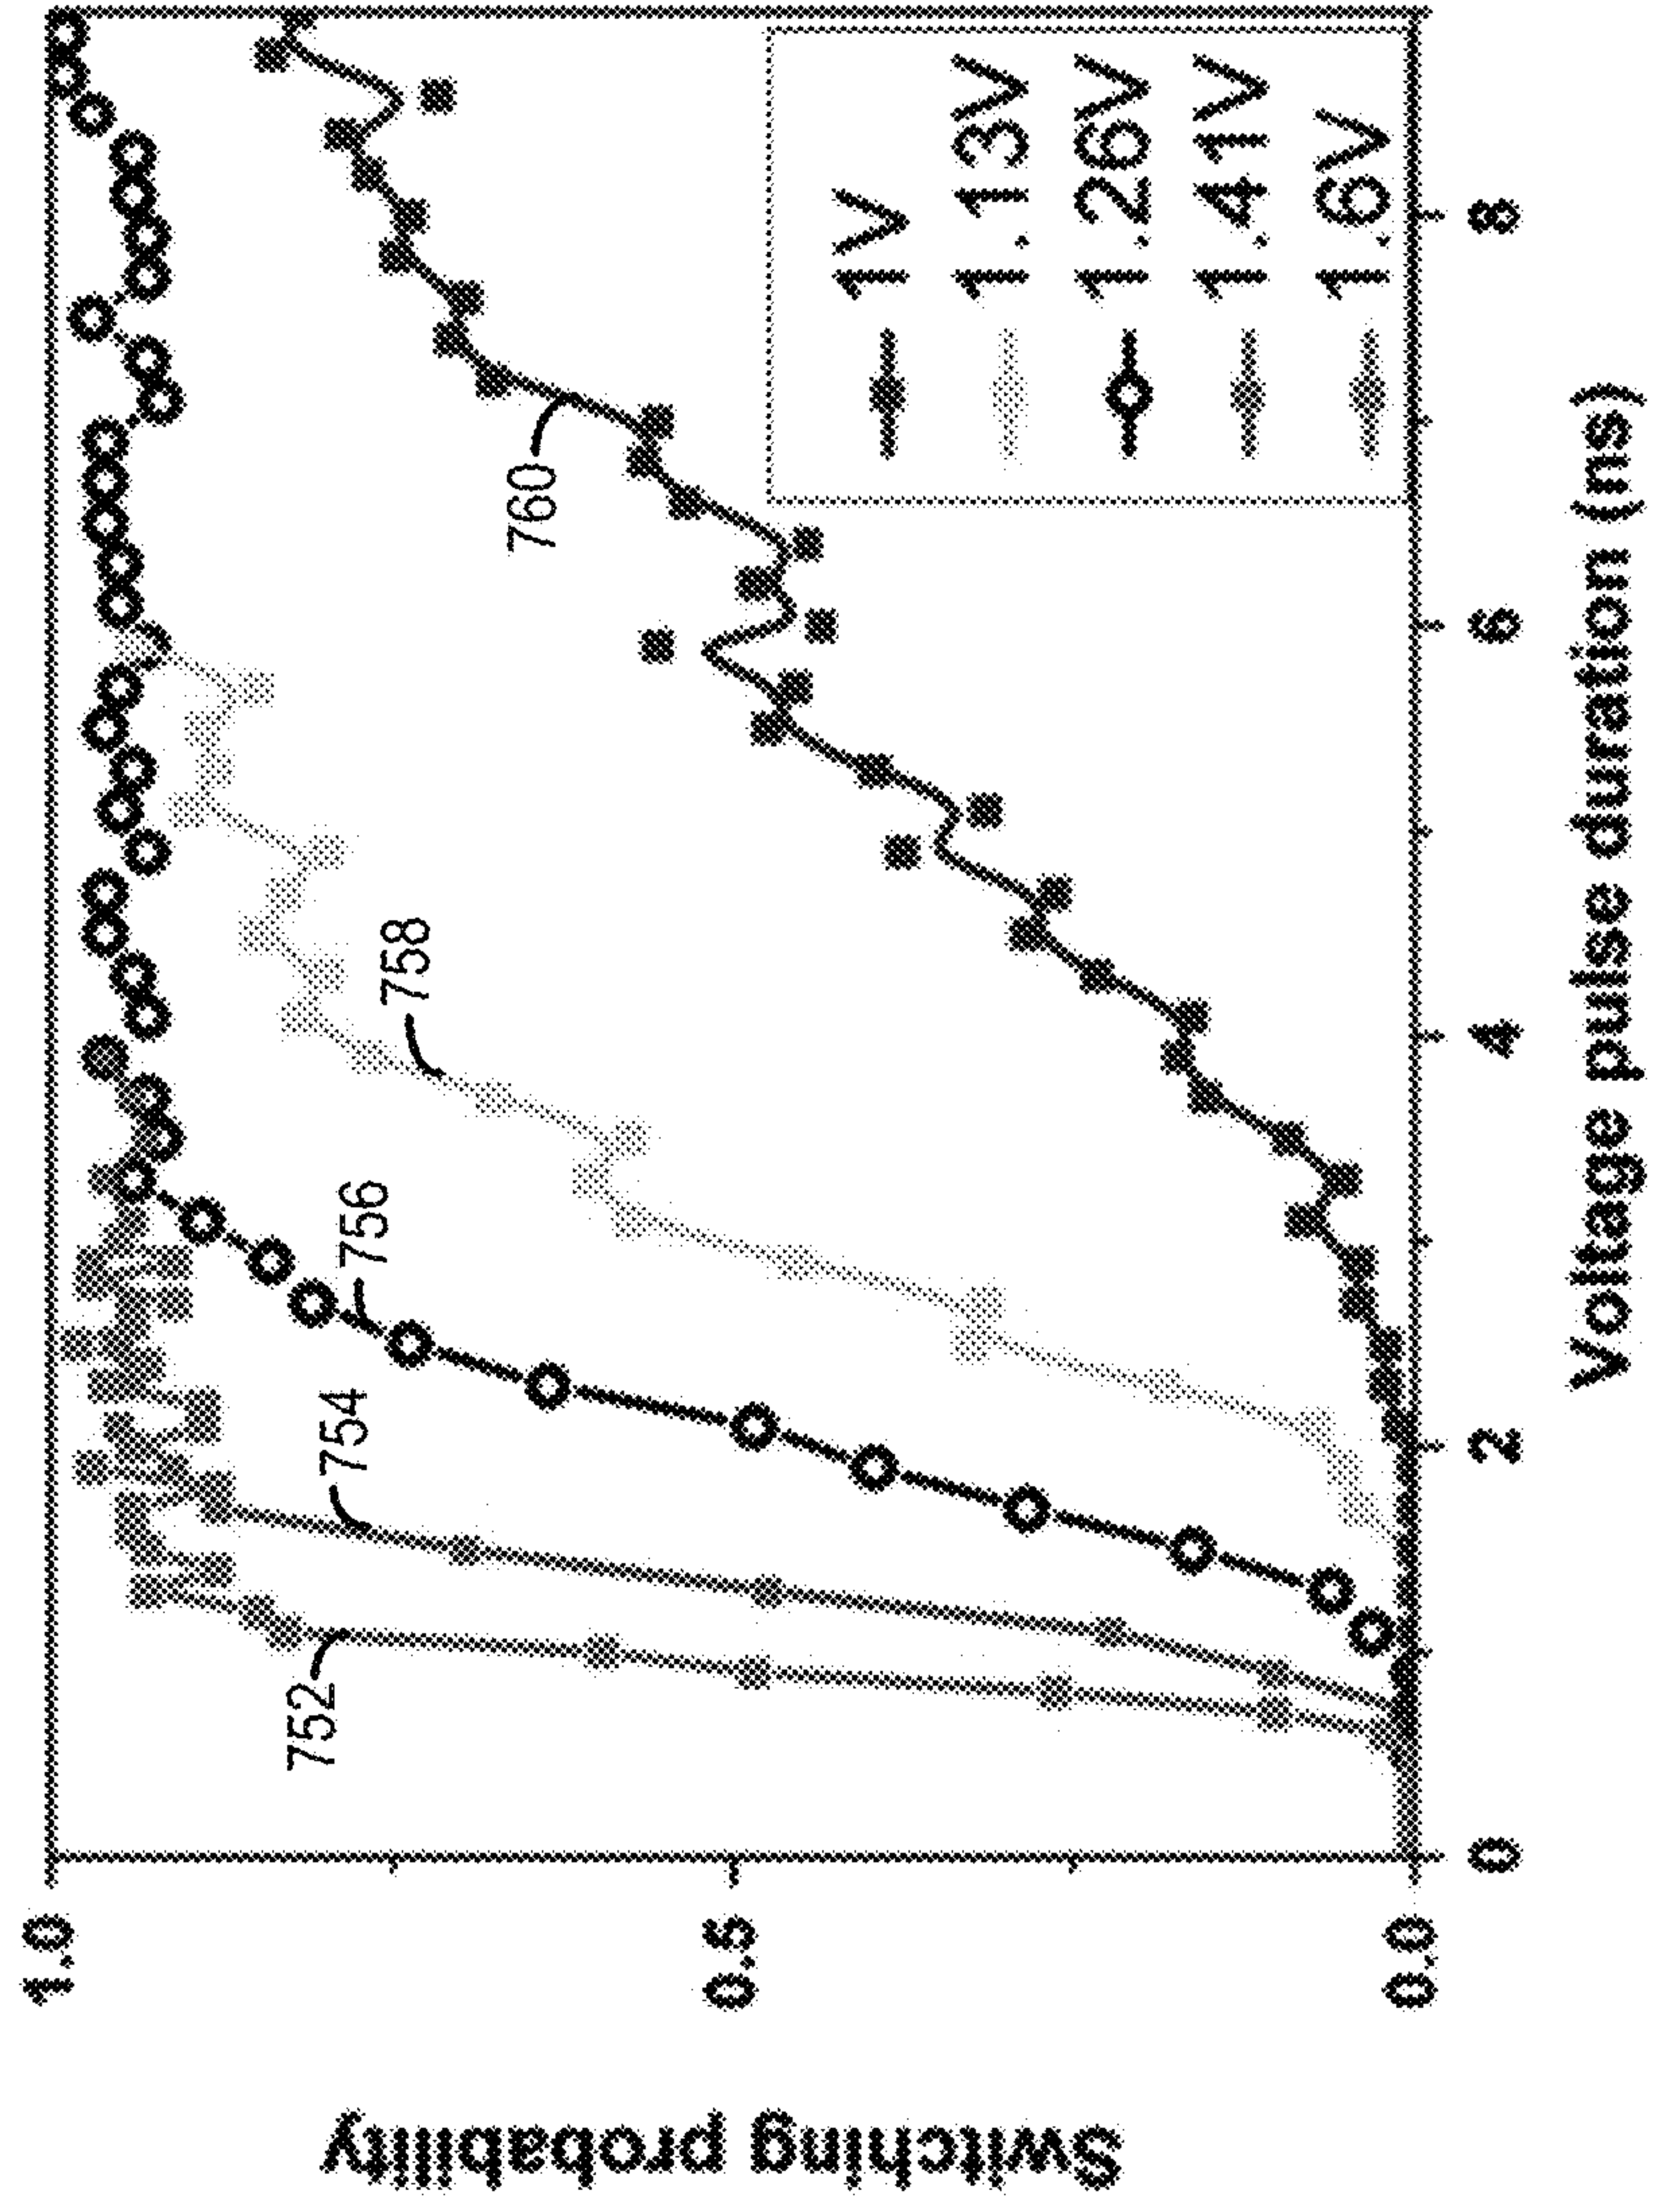 1.0
0.5
0.0
Switching probability
752
754
756
758
760
1V
1.13V
1.26V
1.41V
1.6V
0 2 4 6 8
Voltage pulse duration (ns)